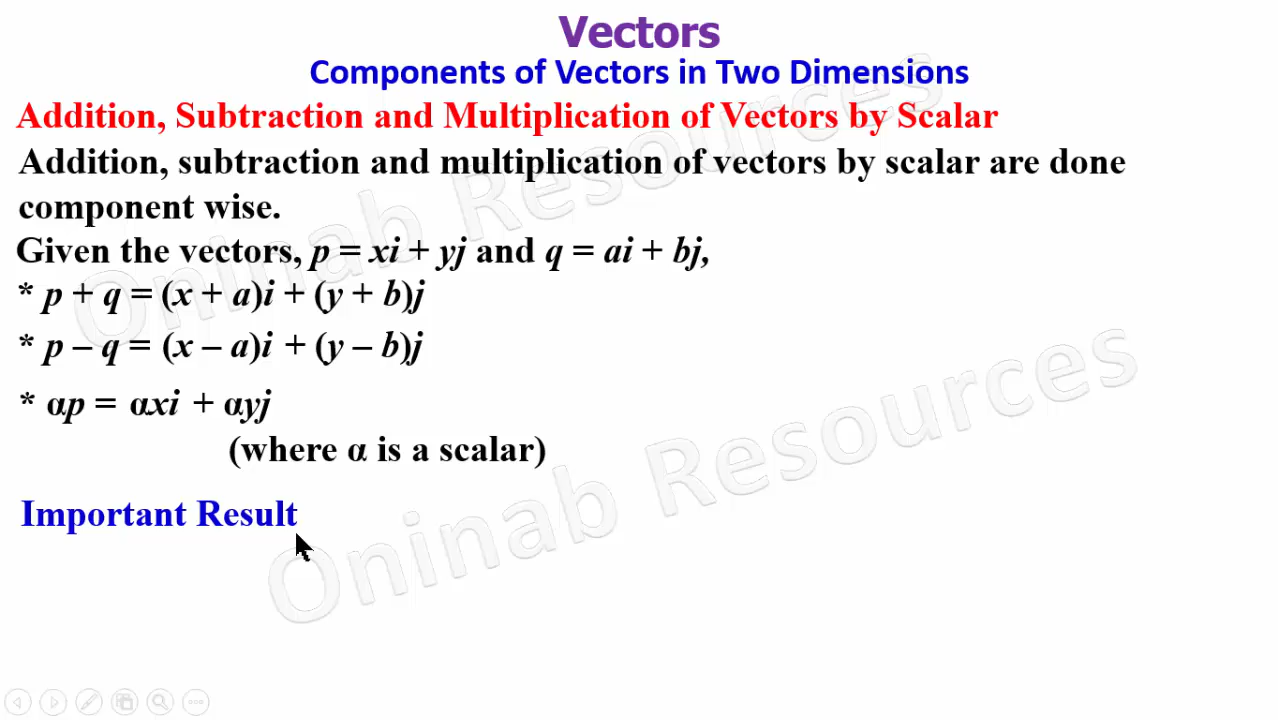 Vectors
Components of Vectors in Two Dimensions
Addition, Subtraction and Multiplication of Vectors by Scalar
Addition, subtraction and multiplication of vectors by scalar are done
component wise.
Given the vectors, p = xi + yj and q = ai + bj,
* p + q = (x + a)i + (y + b)j
* p – q = (x – a)i + (y – b)j
* αp = αxi + αyj
(where α is a scalar)
Important Result
Oninab Resources
Oninab Resources